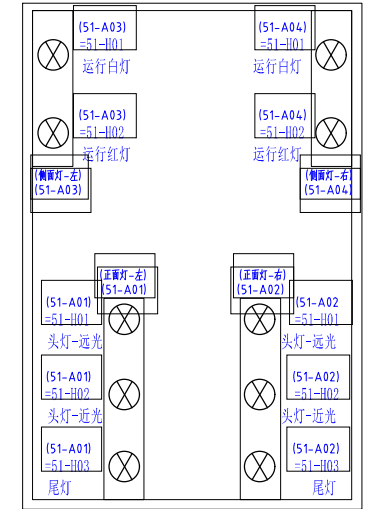 (51-A03)
=51-H01
运行白灯
(51-A04)
=51-H01
运行白灯
(51-A03)
=51-H02
运行红灯
(51-A04)
=51-H02
运行红灯
(侧面灯-左)
(51-A03)
(侧面灯-右)
(51-A04)
(正面灯-左)
(51-A01)
(正面灯-右)
(51-A02)
(51-A01)
=51-H01
头灯-远光
(51-A02
=51-H01
头灯-远光
(51-A01)
=51-H02
头灯-近光
(51-A02)
=51-H02
头灯-近光
(51-A01)
=51-H03
尾灯
(51-A02)
=51-H03
尾灯